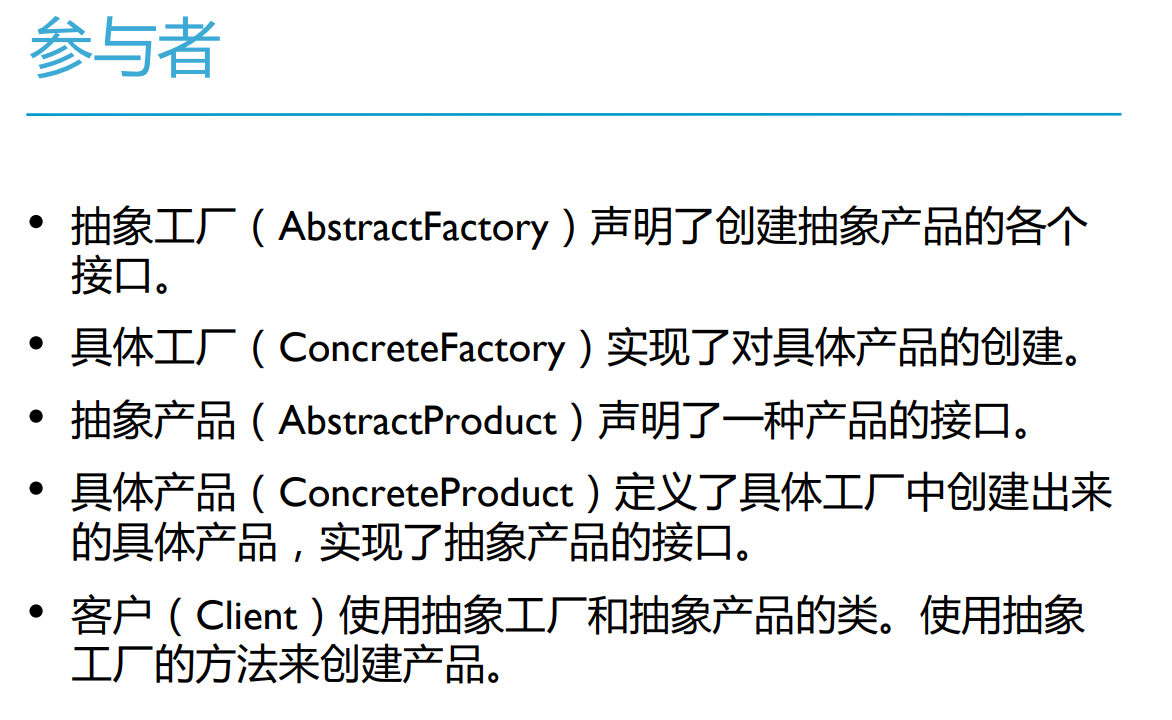 参与者
• 抽象工厂（AbstractFactory）声明了创建抽象产品的各个
接口。
• 具体工厂（ConcreteFactory）实现了对具体产品的创建。
• 抽象产品（AbstractProduct）声明了一种产品的接口。
• 具体产品（ConcreteProduct）定义了具体工厂中创建出来
的具体产品，实现了抽象产品的接口。
• 客户（Client）使用抽象工厂和抽象产品的类。使用抽象
工厂的方法来创建产品。